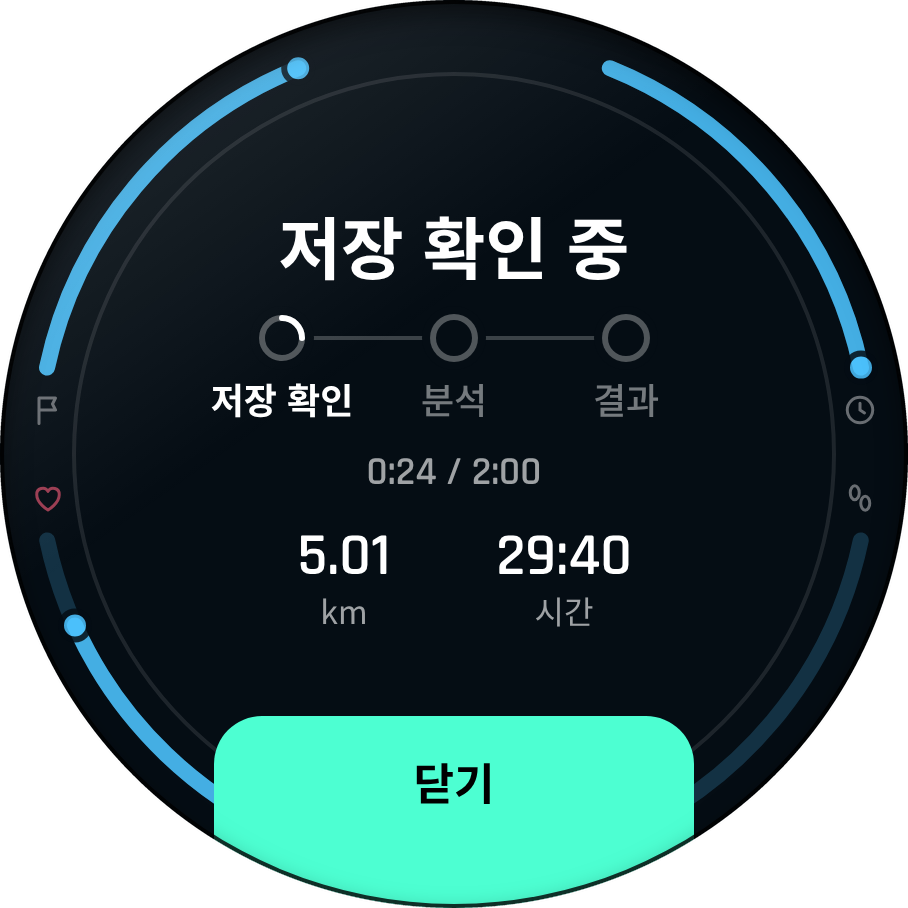 저장 확인 중
저장 확인 분석 결과
0:24 / 2:00
5.01 29:40
km 시간
닫기